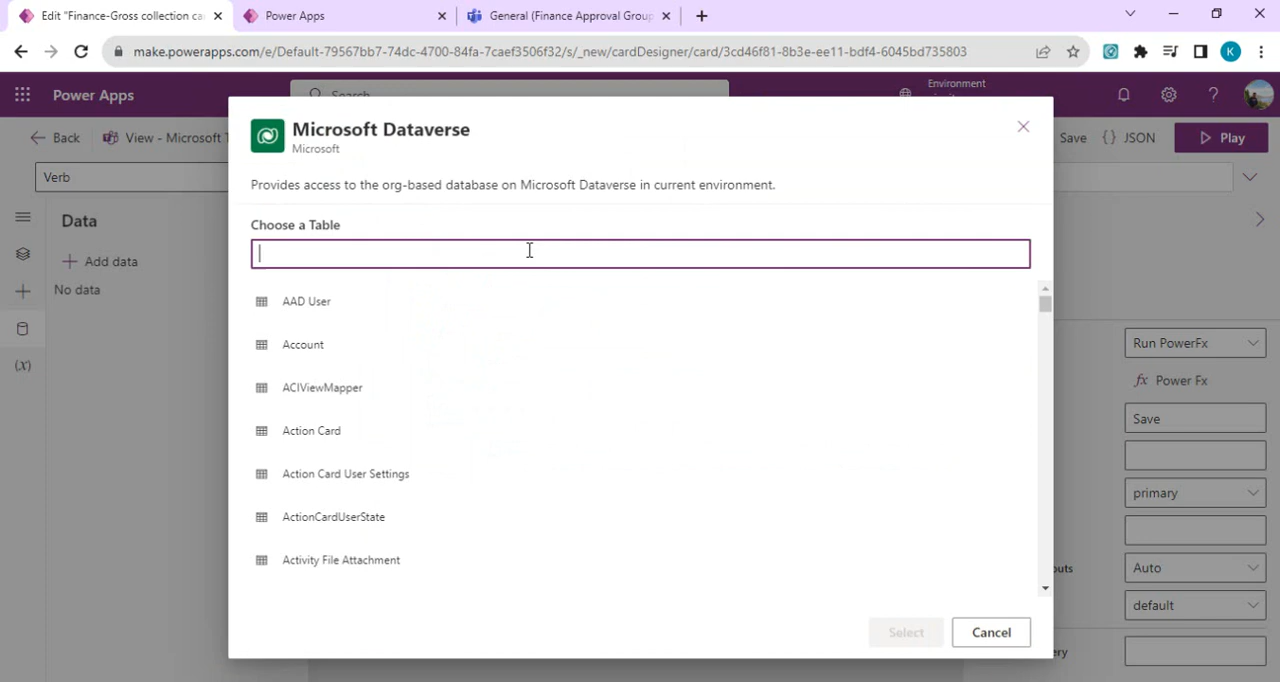 Edit "Finance-Gross collection ca
Power Apps
General (Finance Approval Group
make.powerapps.com/e/Default-79567bb7-74dc-4700-84fa-7caef3506f32/s/_new/cardDesigner/card/3cd46f81-8b3e-ee11-bdf4-6045bd735803
K
Power Apps
Search
Environment
Back
View - Microsoft T
Save
{ } JSON
Play
Verb
Data
Add data
No data
(x)
Microsoft Dataverse
Microsoft
Provides access to the org-based database on Microsoft Dataverse in current environment.
Choose a Table
AAD User
Account
ACIViewMapper
Action Card
Action Card User Settings
ActionCardUserState
Activity File Attachment
Select
Cancel
Run PowerFx
fx Power Fx
Save
primary
Auto
default